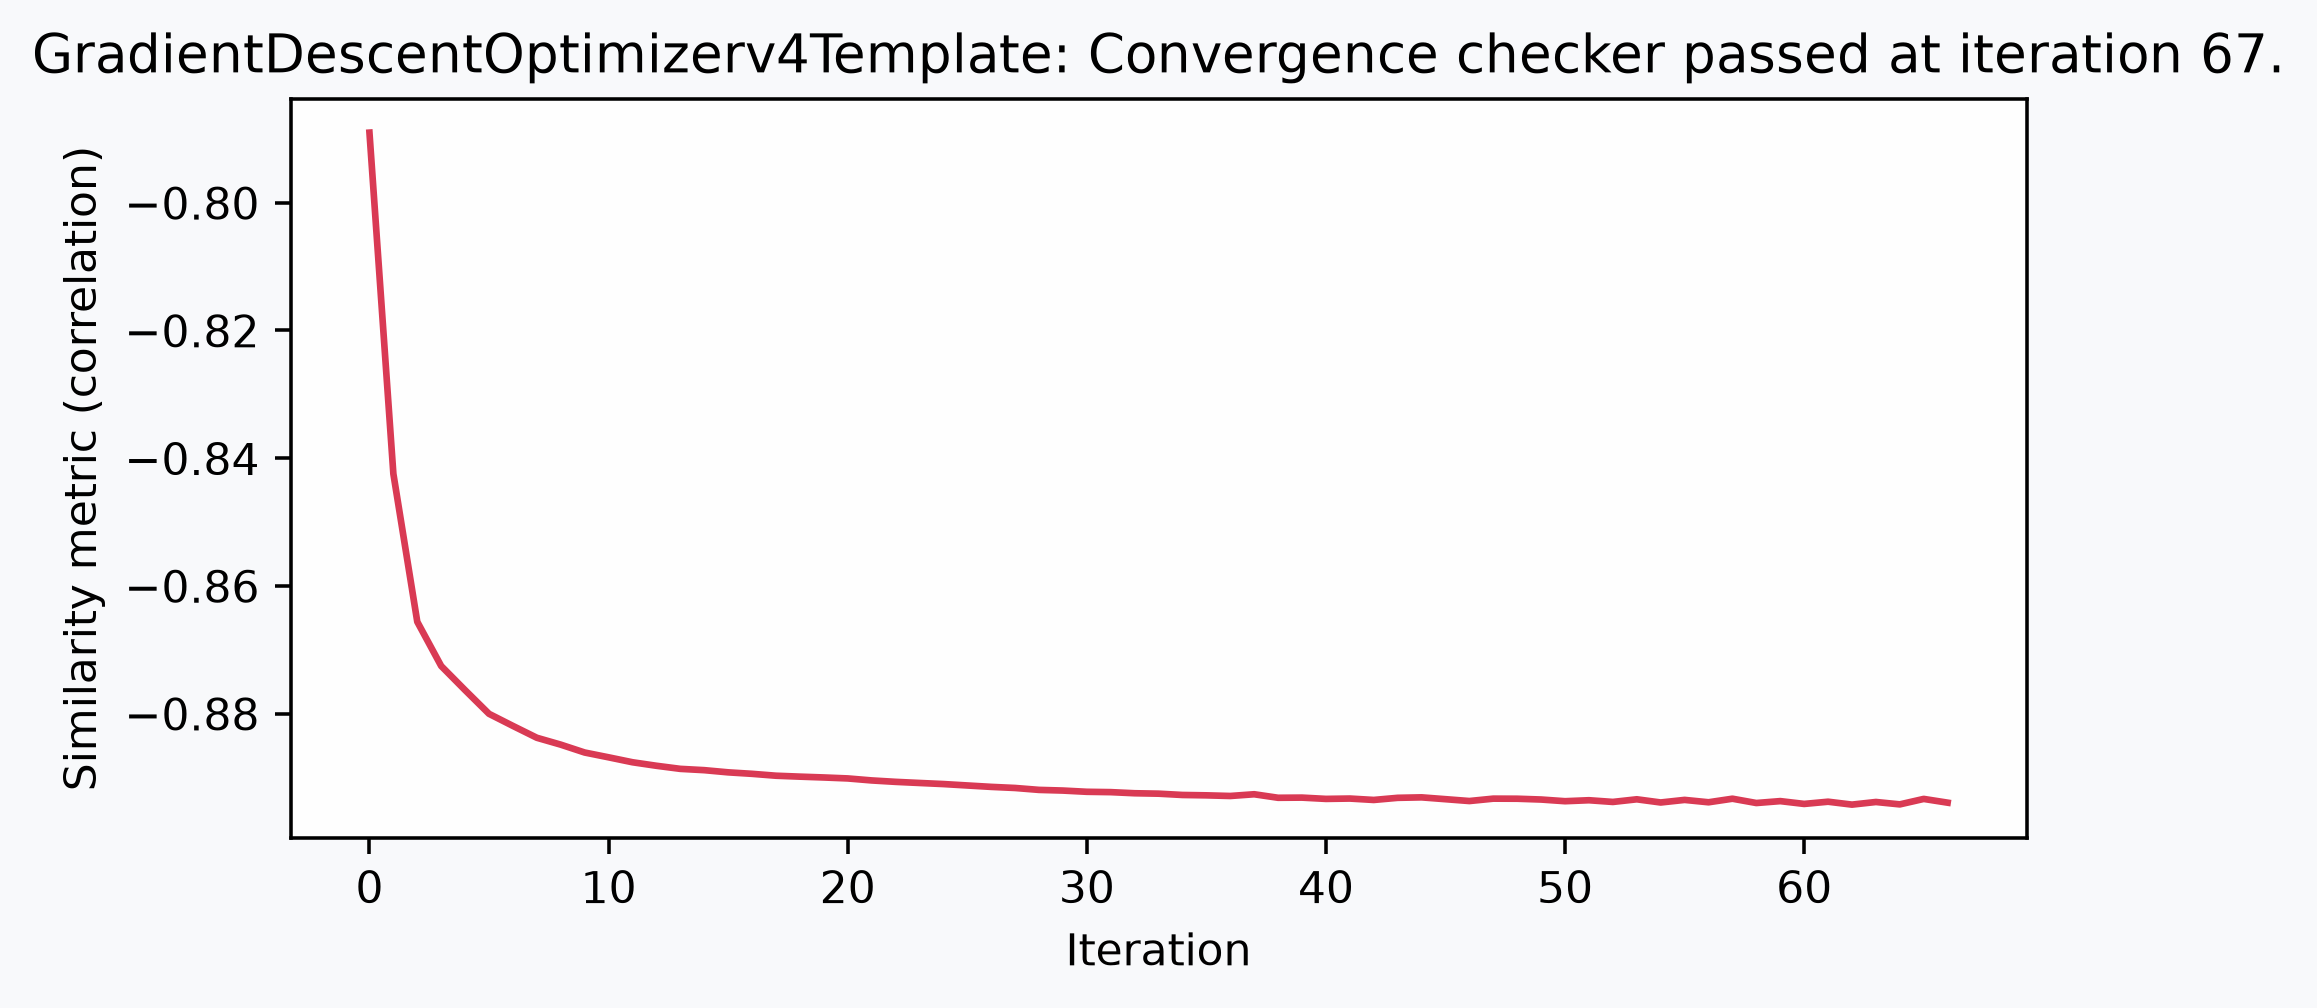 GradientDescentOptimizerv4Template: Convergence checker passed at iteration 67.
Similarity metric (correlation)
−0.80
−0.82
−0.84
−0.86
−0.88
0 10 20 30 40 50 60
Iteration